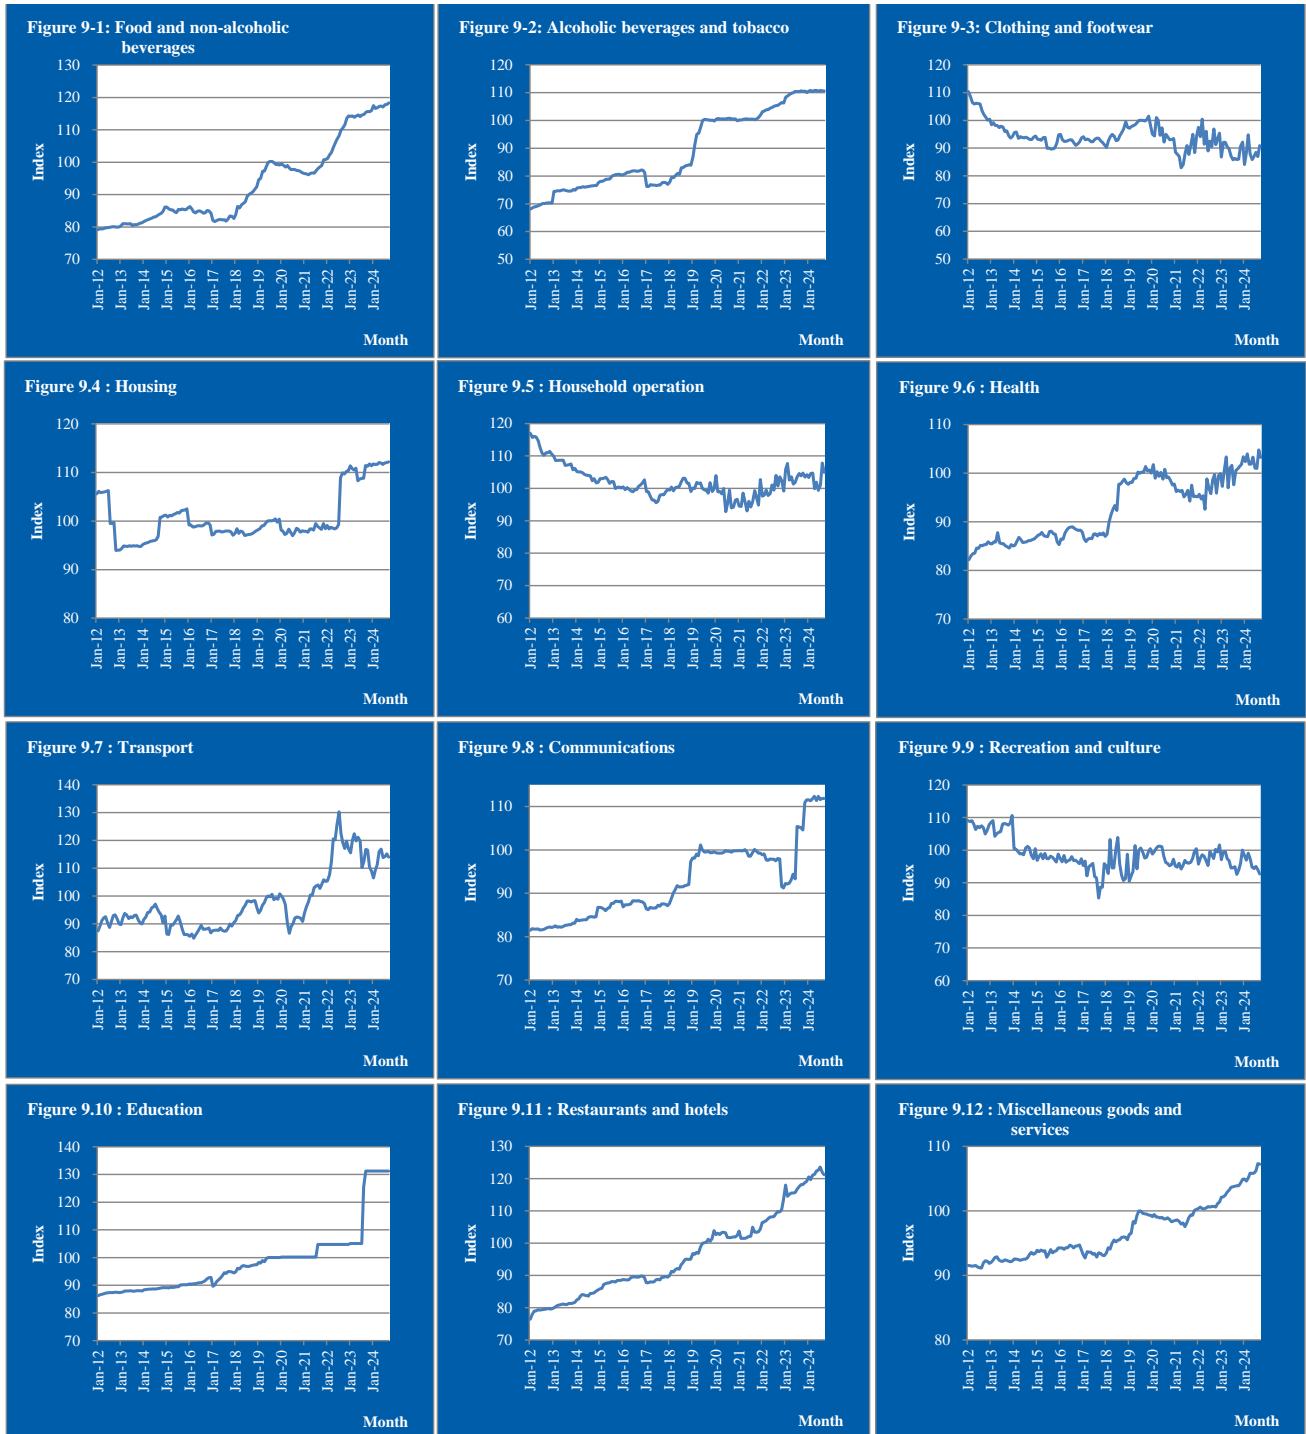 Figure 9-1: Food and non-alcoholic
beverages
130
120
110
100
90
80
70
Index
Jan-12
Jan-13
Jan-14
Jan-15
Jan-16
Jan-17
Jan-18
Jan-19
Jan-20
Jan-21
Jan-22
Jan-23
Jan-24
Month
Figure 9-2: Alcoholic beverages and tobacco
120
110
100
90
80
70
60
50
Index
Jan-12
Jan-13
Jan-14
Jan-15
Jan-16
Jan-17
Jan-18
Jan-19
Jan-20
Jan-21
Jan-22
Jan-23
Jan-24
Month
Figure 9-3: Clothing and footwear
120
110
100
90
80
70
60
50
Index
Jan-12
Jan-13
Jan-14
Jan-15
Jan-16
Jan-17
Jan-18
Jan-19
Jan-20
Jan-21
Jan-22
Jan-23
Jan-24
Month
Figure 9.4 : Housing
120
110
100
90
80
Index
Jan-12
Jan-13
Jan-14
Jan-15
Jan-16
Jan-17
Jan-18
Jan-19
Jan-20
Jan-21
Jan-22
Jan-23
Jan-24
Month
Figure 9.5 : Household operation
120
110
100
90
80
70
60
Index
Jan-12
Jan-13
Jan-14
Jan-15
Jan-16
Jan-17
Jan-18
Jan-19
Jan-20
Jan-21
Jan-22
Jan-23
Jan-24
Month
Figure 9.6 : Health
110
100
90
80
70
Index
Jan-12
Jan-13
Jan-14
Jan-15
Jan-16
Jan-17
Jan-18
Jan-19
Jan-20
Jan-21
Jan-22
Jan-23
Jan-24
Month
Figure 9.7 : Transport
140
130
120
110
100
90
80
70
Index
Jan-12
Jan-13
Jan-14
Jan-15
Jan-16
Jan-17
Jan-18
Jan-19
Jan-20
Jan-21
Jan-22
Jan-23
Jan-24
Month
Figure 9.8 : Communications
110
100
90
80
70
Index
Jan-12
Jan-13
Jan-14
Jan-15
Jan-16
Jan-17
Jan-18
Jan-19
Jan-20
Jan-21
Jan-22
Jan-23
Jan-24
Month
Figure 9.9 : Recreation and culture
120
110
100
90
80
70
60
Index
Jan-12
Jan-13
Jan-14
Jan-15
Jan-16
Jan-17
Jan-18
Jan-19
Jan-20
Jan-21
Jan-22
Jan-23
Jan-24
Month
Figure 9.10 : Education
140
130
120
110
100
90
80
70
Index
Jan-12
Jan-13
Jan-14
Jan-15
Jan-16
Jan-17
Jan-18
Jan-19
Jan-20
Jan-21
Jan-22
Jan-23
Jan-24
Month
Figure 9.11 : Restaurants and hotels
130
120
110
100
90
80
70
Index
Jan-12
Jan-13
Jan-14
Jan-15
Jan-16
Jan-17
Jan-18
Jan-19
Jan-20
Jan-21
Jan-22
Jan-23
Jan-24
Month
Figure 9.12 : Miscellaneous goods and
services
110
100
90
80
Index
Jan-12
Jan-13
Jan-14
Jan-15
Jan-16
Jan-17
Jan-18
Jan-19
Jan-20
Jan-21
Jan-22
Jan-23
Jan-24
Month